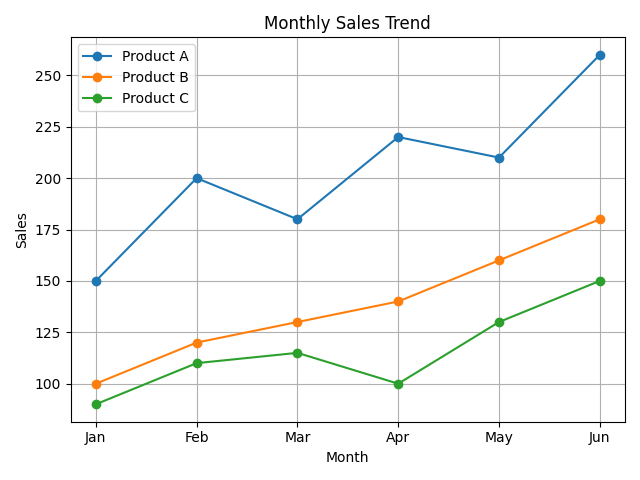 Monthly Sales Trend
Product A
Product B
Product C
250
225
200
175
150
125
100
Sales
Jan Feb Mar Apr May Jun
Month